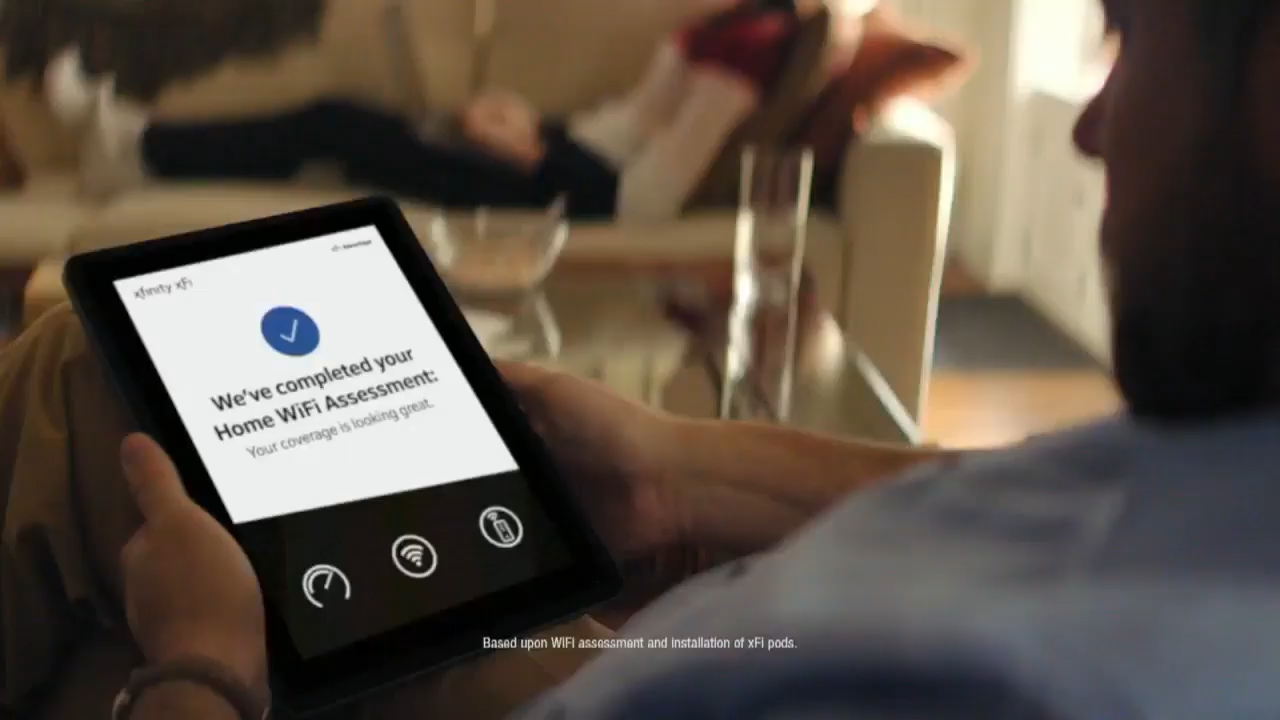 xfinity xFi
We've completed your
Home WiFi Assessment:
Your coverage is looking great.
Based upon WiFi assessment and installation of xFi pods.